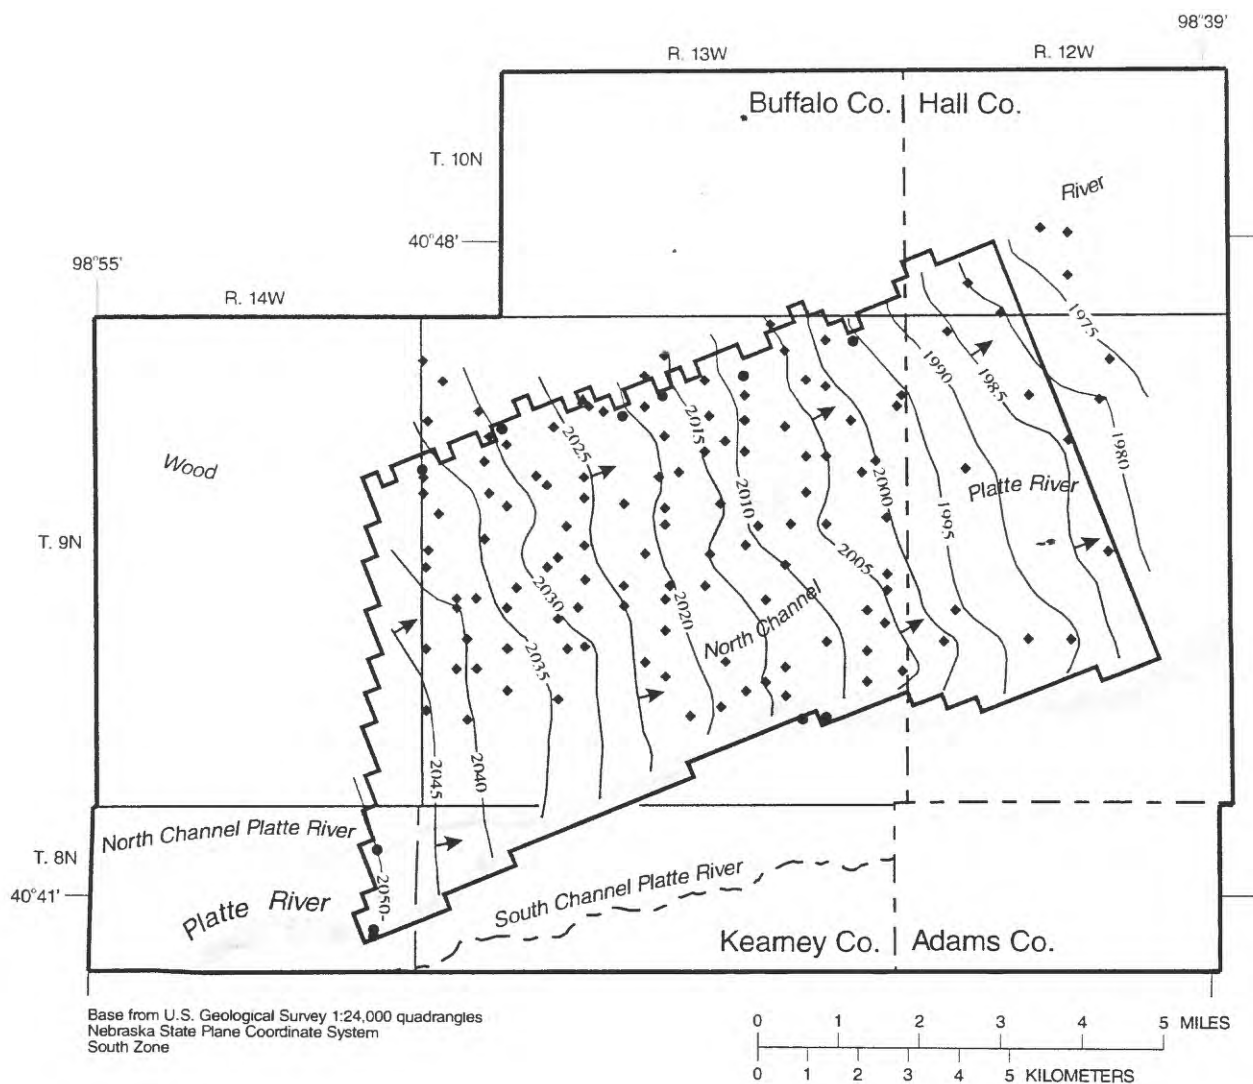 98°39'
R. 13W
R. 12W
Buffalo Co.
Hall Co.
T. 10N
River
40°48'
98°55'
R. 14W
1975
1990
1985
2025
2015
1980
Wood
2010
2000
Platte River
1995
T. 9N
2005
2030
2020
North Channel
2035
2045
2040
North Channel Platte River
T. 8N
2050
40°41'
South Channel Platte River
Platte River
Kearney Co.
Adams Co.
Base from U.S. Geological Survey 1:24,000 quadrangles
Nebraska State Plane Coordinate System
South Zone
0 1 2 3 4 5 MILES
0 1 2 3 4 5 KILOMETERS